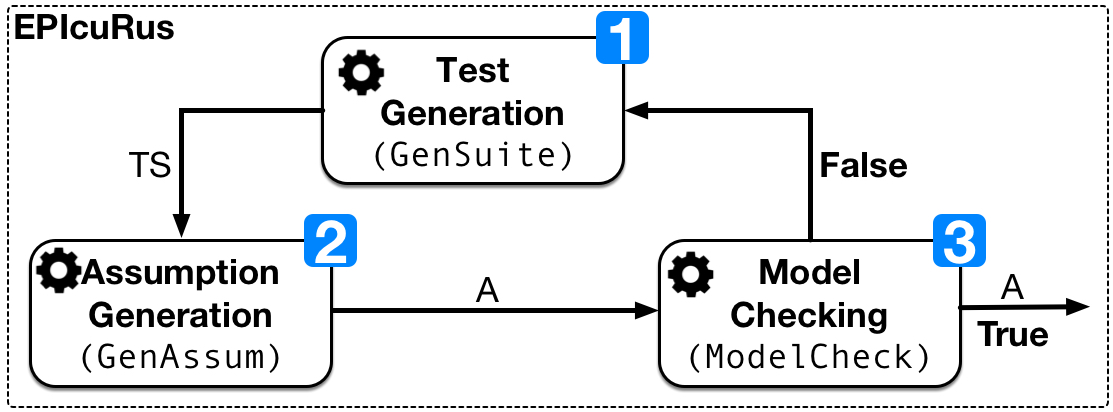 EPIcuRus
1
Test
Generation
(GenSuite)
TS
False
2
Assumption
Generation
(GenAssum)
A
3
Model
Checking
(ModelCheck)
A
True